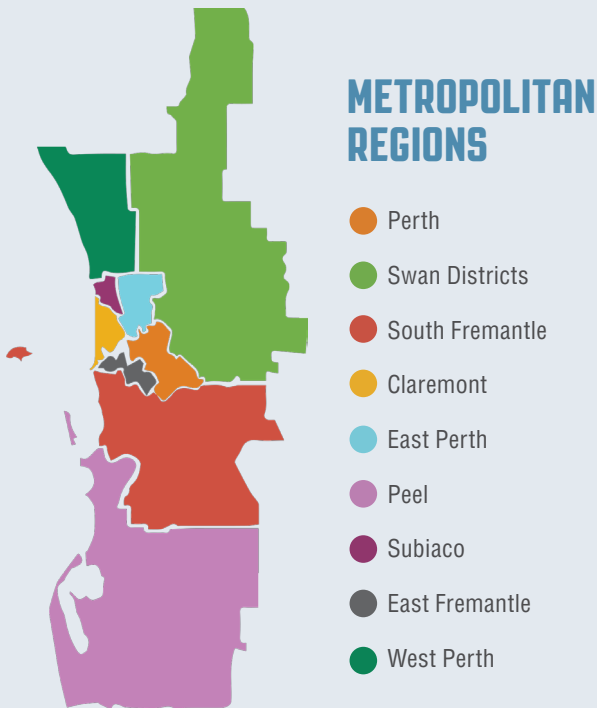 METROPOLITAN
REGIONS
Perth
Swan Districts
South Fremantle
Claremont
East Perth
Peel
Subiaco
East Fremantle
West Perth